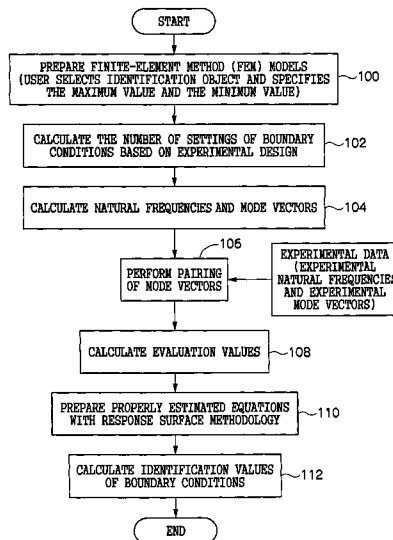 START
PREPARE FINITE-ELEMENT METHOD (FEM) MODELS
(USER SELECTS IDENTIFICATION OBJECT AND SPECIFIES
THE MAXIMUM VALUE AND THE MINIMUM VALUE)
100
CALCULATE THE NUMBER OF SETTINGS OF BOUNDARY
CONDITIONS BASED ON EXPERIMENTAL DESIGN
102
CALCULATE NATURAL FREQUENCIES AND MODE VECTORS
104
106
PERFORM PAIRING
OF MODE VECTORS
EXPERIMENTAL DATA
(EXPERIMENTAL
NATURAL FREQUENCIES
AND EXPERIMENTAL
MODE VECTORS)
CALCULATE EVALUATION VALUES
108
PREPARE PROPERLY ESTIMATED EQUATIONS
WITH RESPONSE SURFACE METHODOLOGY
110
CALCULATE IDENTIFICATION VALUES
OF BOUNDARY CONDITIONS
112
END